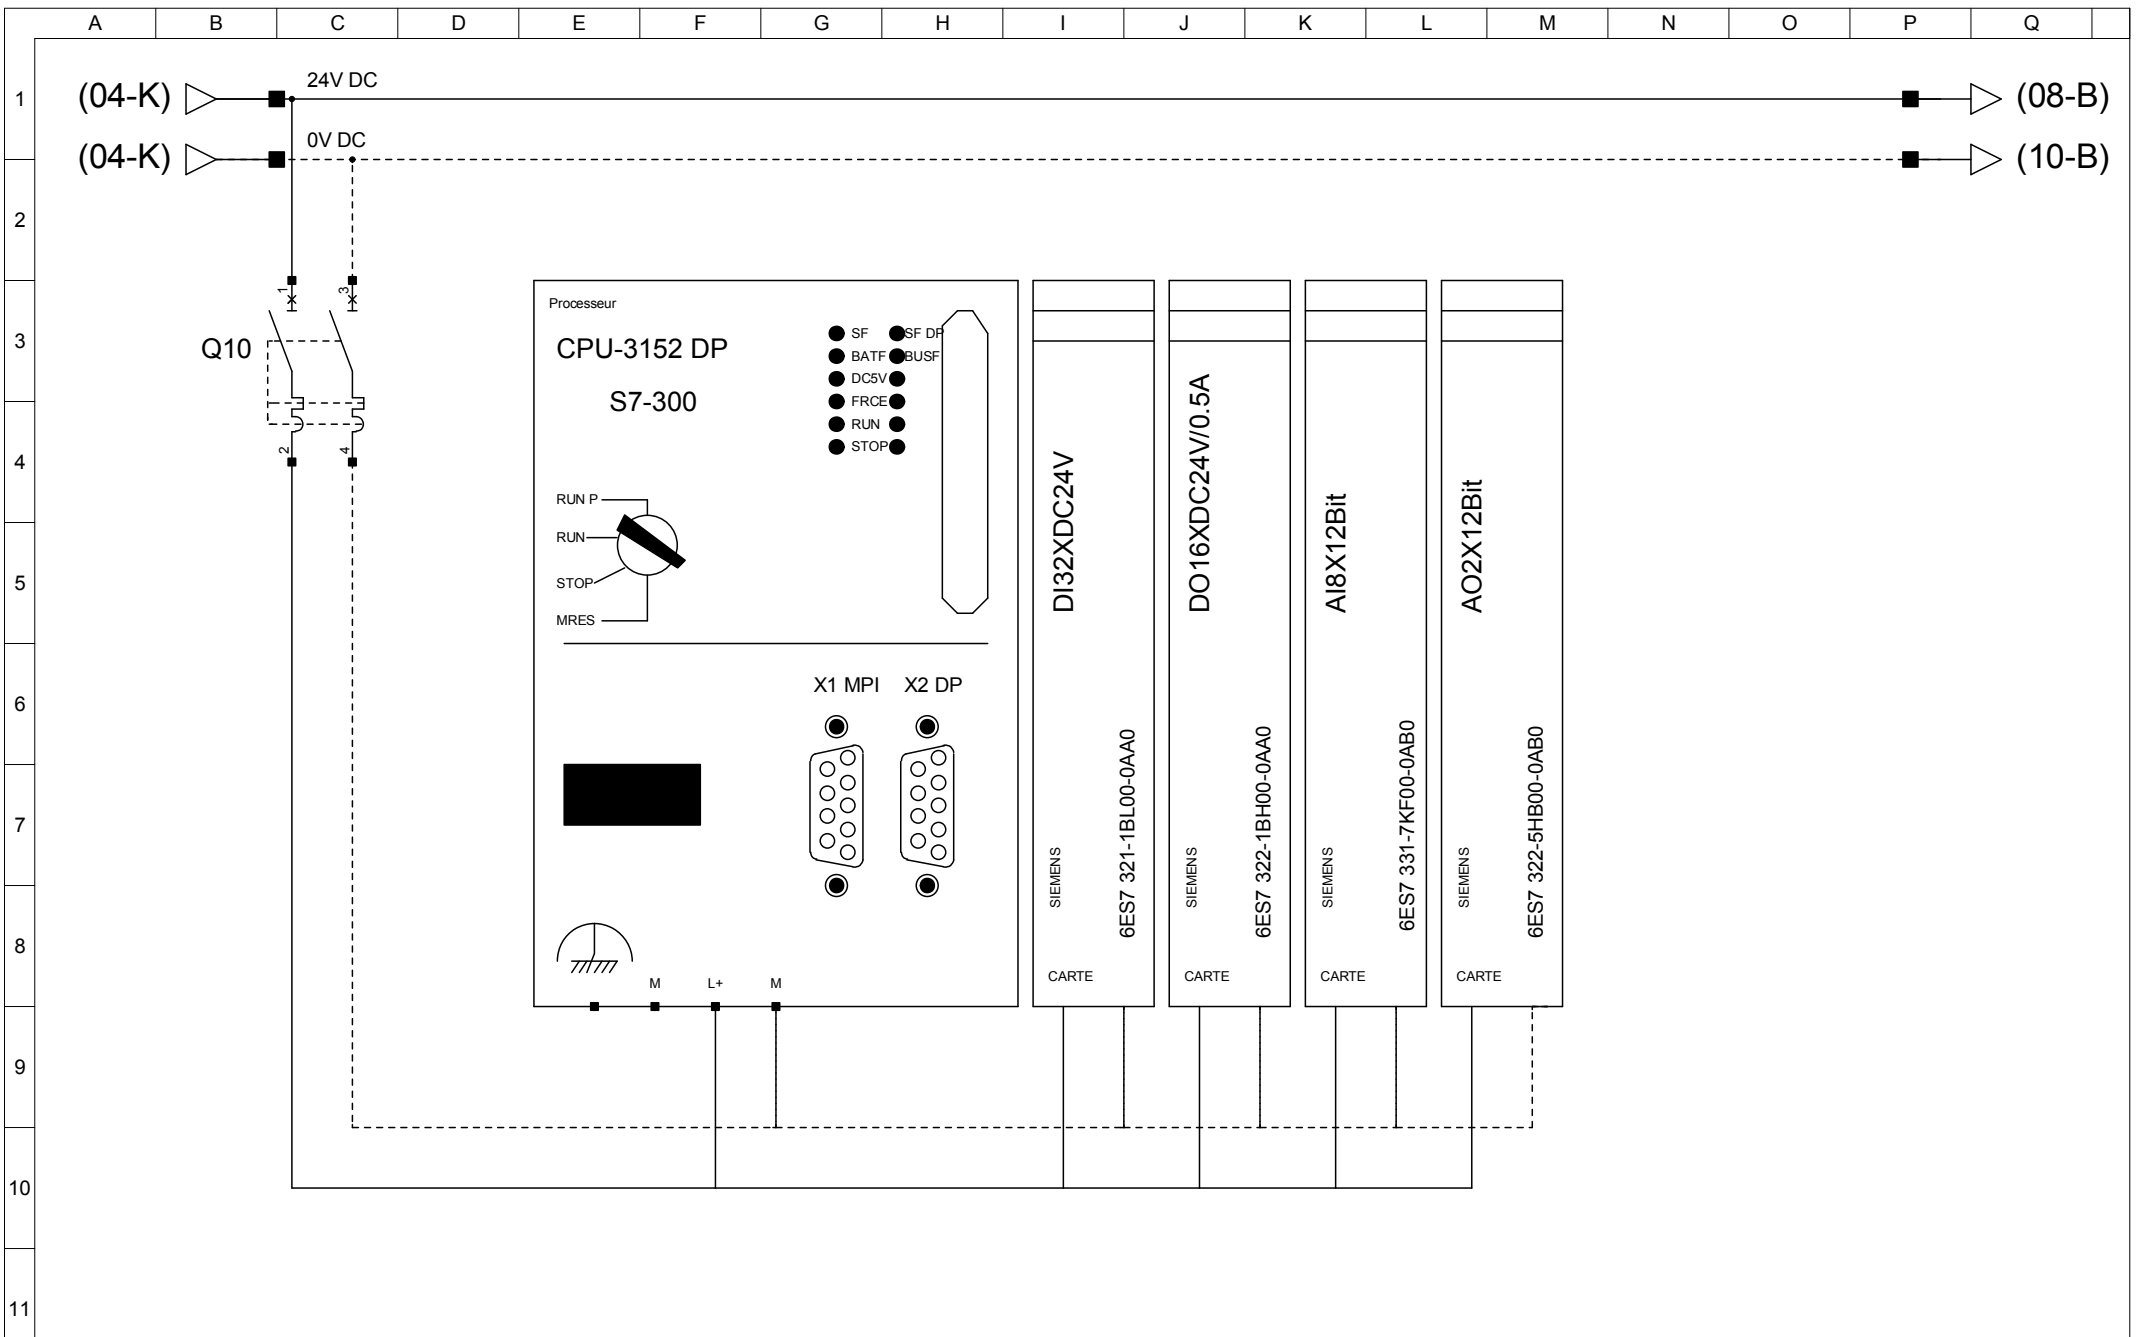 A B C D E F G H I J K L M N O P Q
1
(04-K) 24V DC (08-B)
(04-K) 0V DC (10-B)
2
1 3
3
Q10
4
2 4
5
6
7
8
9
10
11
Processeur
CPU-3152 DP
S7-300
SF SF DP
BATF BUSF
DC5V
FRCE
RUN
STOP
RUN P
RUN
STOP
MRES
X1 MPI X2 DP
M L+ M
DI32XDC24V
SIEMENS
6ES7 321-1BL00-0AA0
CARTE
DO16XDC24V/0.5A
SIEMENS
6ES7 322-1BH00-0AA0
CARTE
AI8X12Bit
SIEMENS
6ES7 331-7KF00-0AB0
CARTE
AO2X12Bit
SIEMENS
6ES7 322-5HB00-0AB0
CARTE